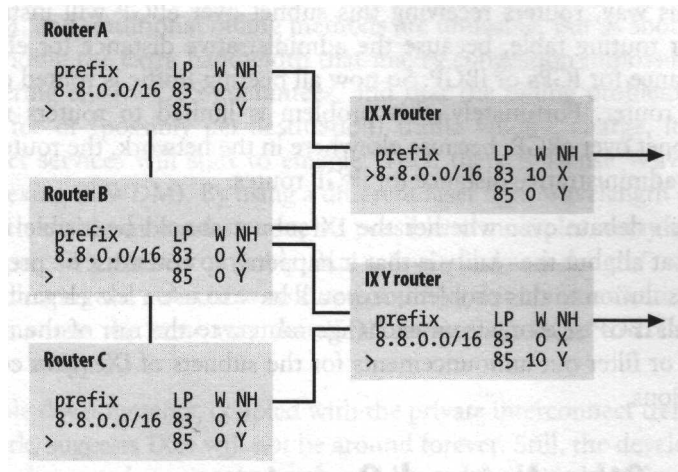 Router A
prefix LP W NH
8.8.0.0/16 83 0 X
> 85 0 Y
IX X router
prefix LP W NH
>8.8.0.0/16 83 10 X
85 0 Y
Router B
prefix LP W NH
8.8.0.0/16 83 0 X
> 85 0 Y
IX Y router
prefix LP W NH
8.8.0.0/16 83 0 X
> 85 10 Y
Router C
prefix LP W NH
8.8.0.0/16 83 0 X
> 85 0 Y